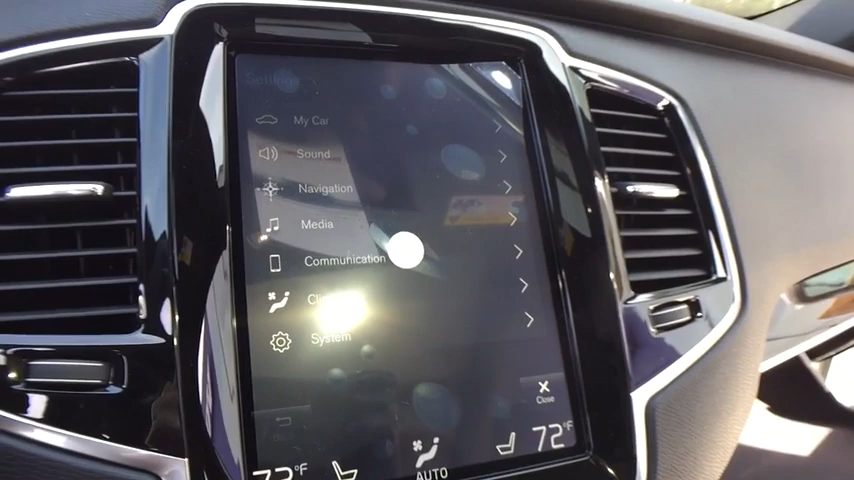 Settings
My Car
Sound
Navigation
Media
Communication
System
Close
72°F
72°F
AUTO